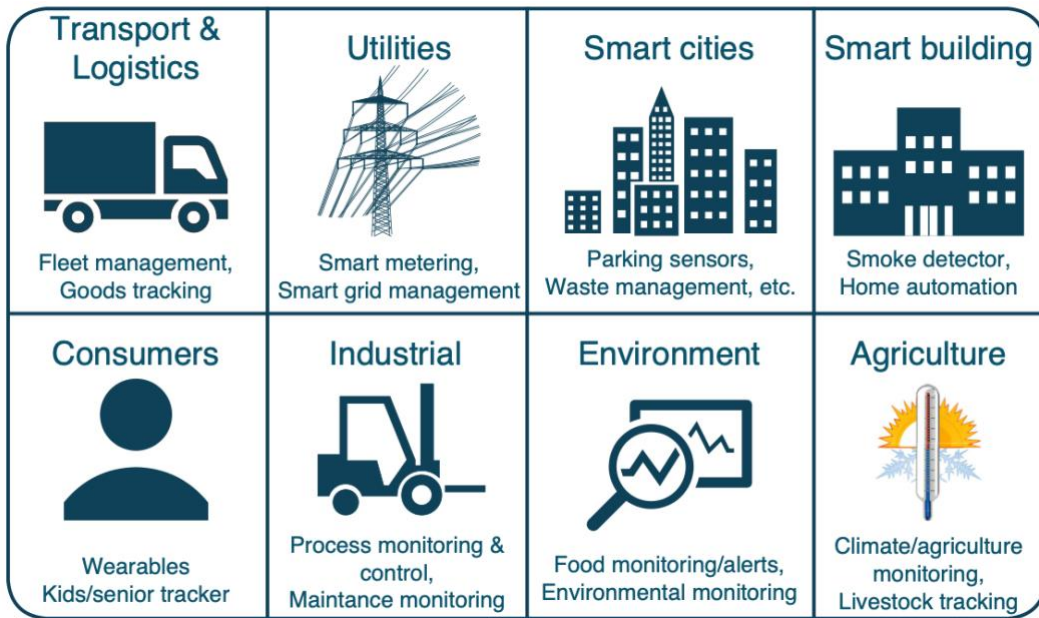 Transport &
Logistics
Fleet management,
Goods tracking
Utilities
Smart metering,
Smart grid management
Smart cities
Parking sensors,
Waste management, etc.
Smart building
Smoke detector,
Home automation
Consumers
Wearables
Kids/senior tracker
Industrial
Process monitoring &
control,
Maintance monitoring
Environment
Food monitoring/alerts,
Environmental monitoring
Agriculture
Climate/agriculture
monitoring,
Livestock tracking